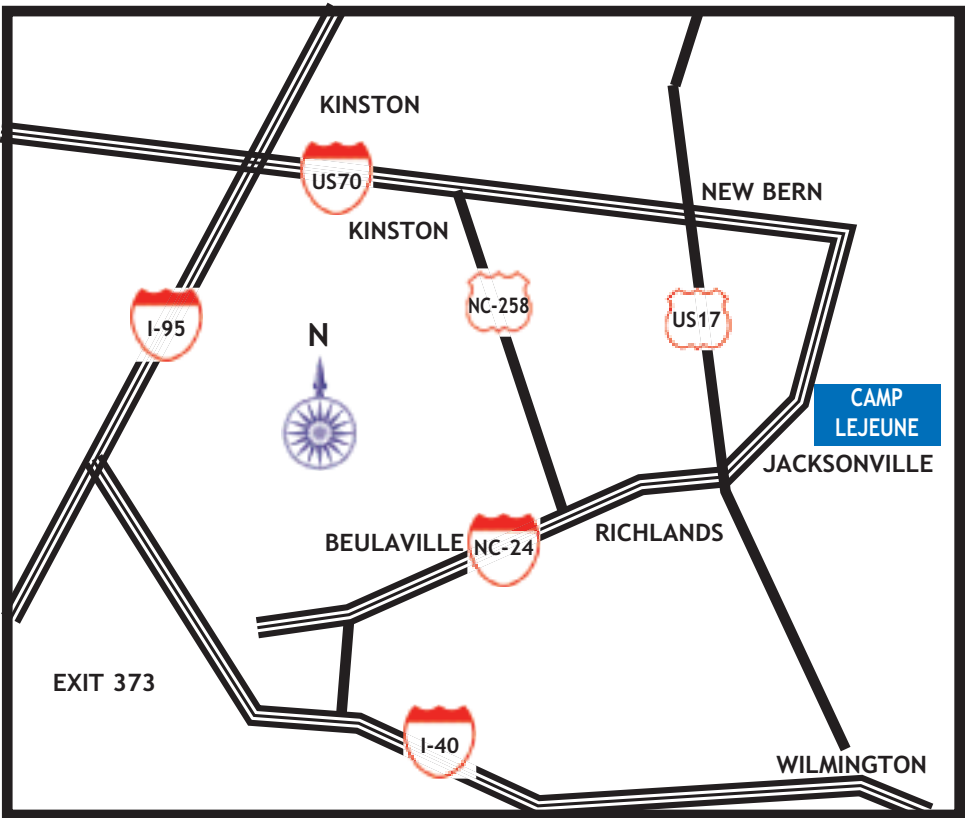 KINSTON
US70
NEW BERN
KINSTON
NC-258
US17
I-95
N
CAMP
LEJEUNE
JACKSONVILLE
BEULAVILLE
NC-24
RICHLANDS
EXIT 373
I-40
WILMINGTON